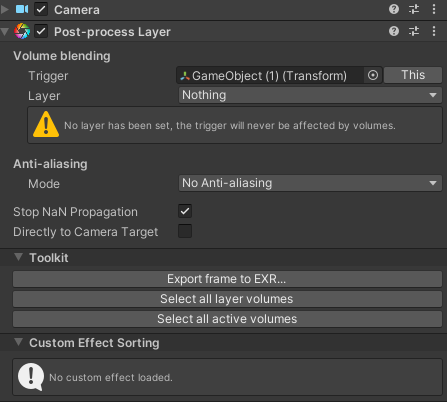 Camera
Post-process Layer
Volume blending
Trigger GameObject (1) (Transform) This
Layer Nothing
No layer has been set, the trigger will never be affected by volumes.
Anti-aliasing
Mode No Anti-aliasing
Stop NaN Propagation
Directly to Camera Target
Toolkit
Export frame to EXR...
Select all layer volumes
Select all active volumes
Custom Effect Sorting
No custom effect loaded.